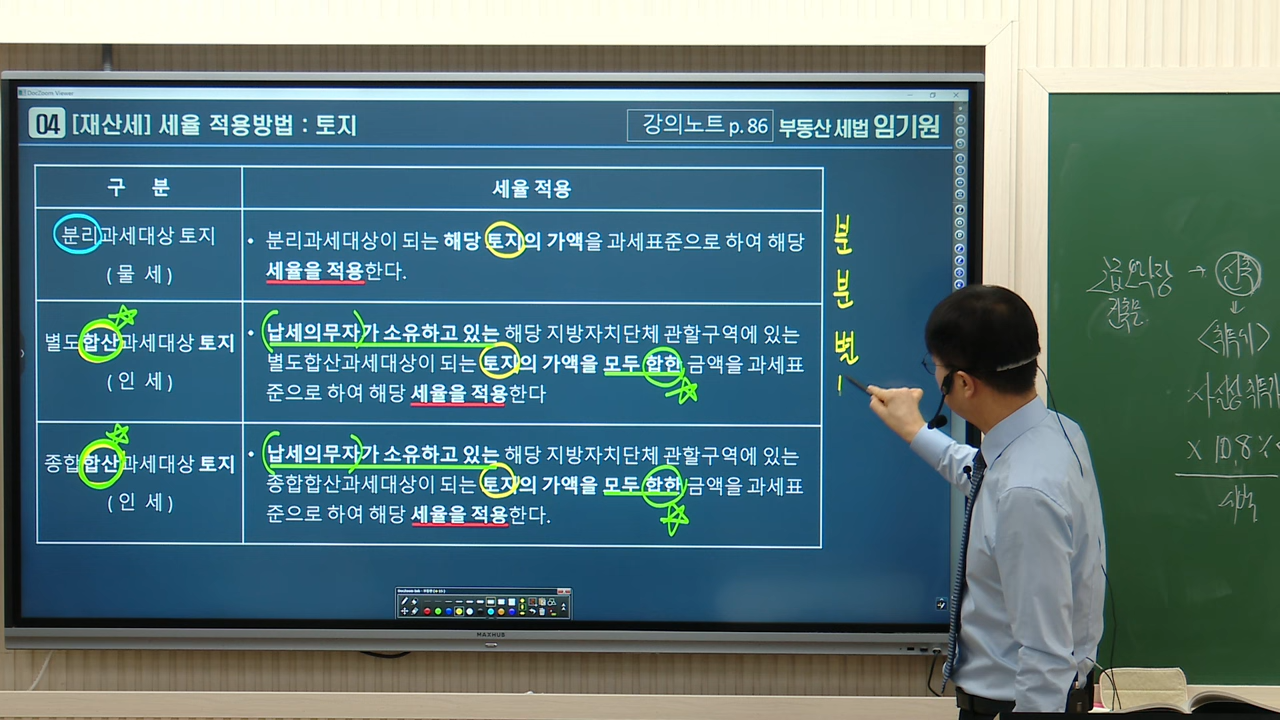 DocZoom Viewer
04 [재산세] 세율 적용방법 : 토지
강의노트 p. 86
부동산 세법 임기원
구 분
세율 적용
분리과세대상 토지
( 물 세 )
• 분리과세대상이 되는 해당 토지의 가액을 과세표준으로 하여 해당
세율을 적용한다.
별도합산과세대상 토지
( 인 세 )
• 납세의무자가 소유하고 있는 해당 지방자치단체 관할구역에 있는
별도합산과세대상이 되는 토지의 가액을 모두 합한 금액을 과세표
준으로 하여 해당 세율을 적용한다
종합합산과세대상 토지
( 인 세 )
• 납세의무자가 소유하고 있는 해당 지방자치단체 관할구역에 있는
종합합산과세대상이 되는 토지의 가액을 모두 합한 금액을 과세표
준으로 하여 해당 세율을 적용한다.
분
분
MAXHUB
건축물
→ 신축
x 10.8%